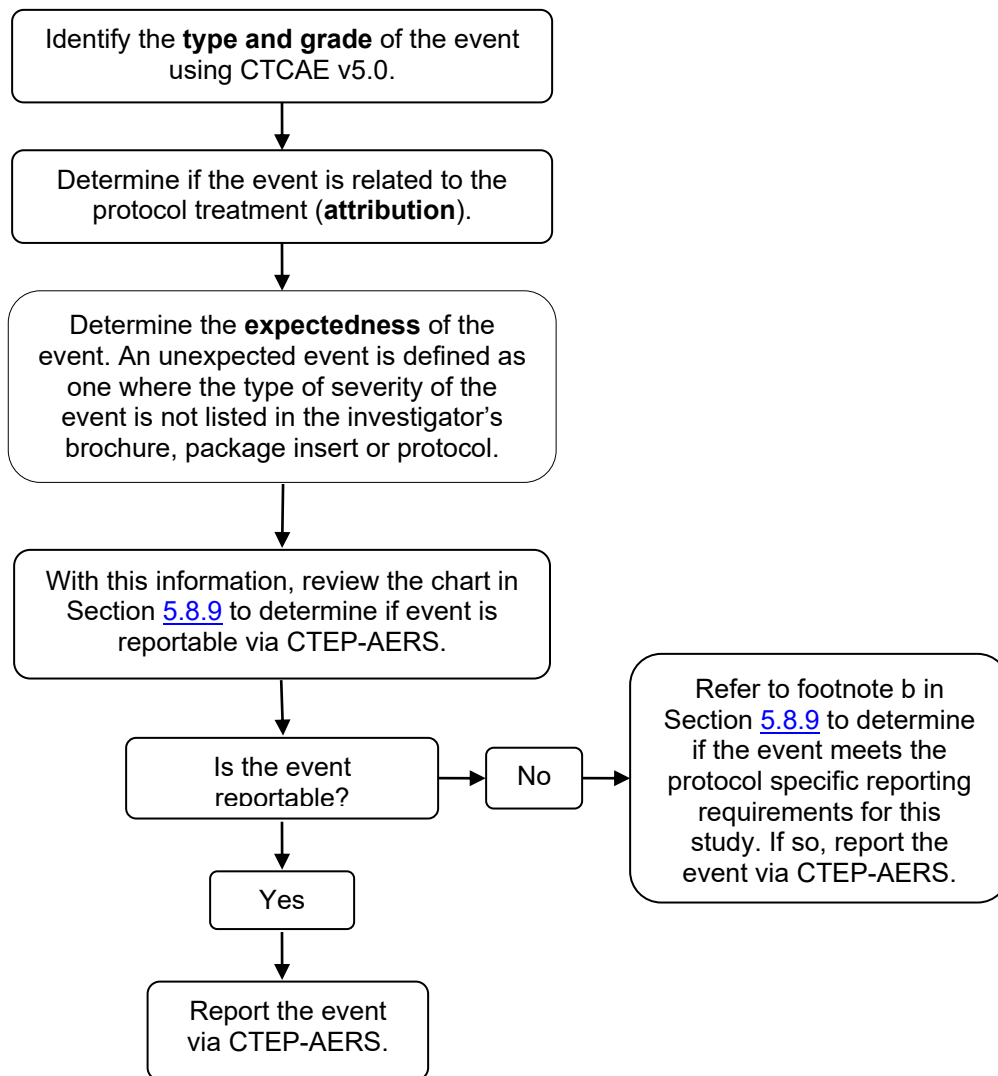 Identify the type and grade of the event
using CTCAE v5.0.
Determine if the event is related to the
protocol treatment (attribution).
Determine the expectedness of the
event. An unexpected event is defined as
one where the type of severity of the
event is not listed in the investigator’s
brochure, package insert or protocol.
With this information, review the chart in
Section 5.8.9 to determine if event is
reportable via CTEP-AERS.
Is the event
reportable?
No
Refer to footnote b in
Section 5.8.9 to determine
if the event meets the
protocol specific reporting
requirements for this
study. If so, report the
event via CTEP-AERS.
Yes
Report the event
via CTEP-AERS.